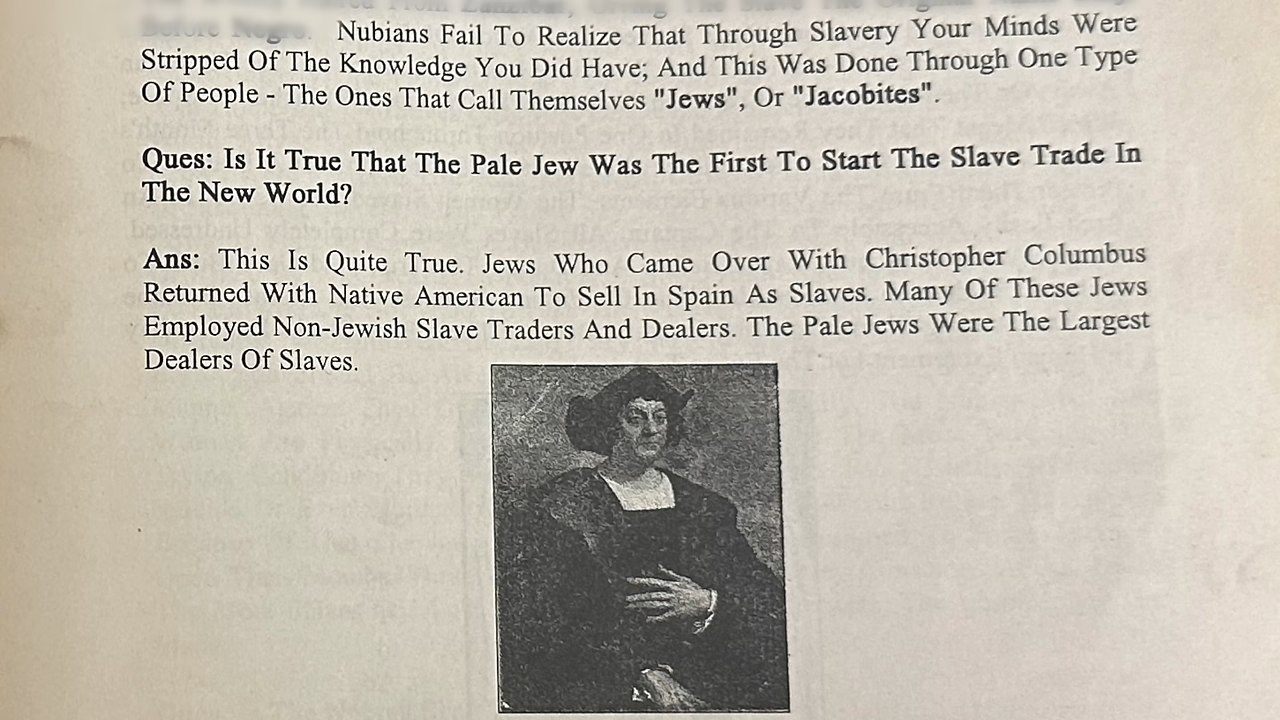 Nubians Fail To Realize That Through Slavery Your Minds Were
Stripped Of The Knowledge You Did Have; And This Was Done Through One Type
Of People - The Ones That Call Themselves "Jews", Or "Jacobites".
Ques: Is It True That The Pale Jew Was The First To Start The Slave Trade In
The New World?
Ans: This Is Quite True. Jews Who Came Over With Christopher Columbus
Returned With Native American To Sell In Spain As Slaves. Many Of These Jews
Employed Non-Jewish Slave Traders And Dealers. The Pale Jews Were The Largest
Dealers Of Slaves.